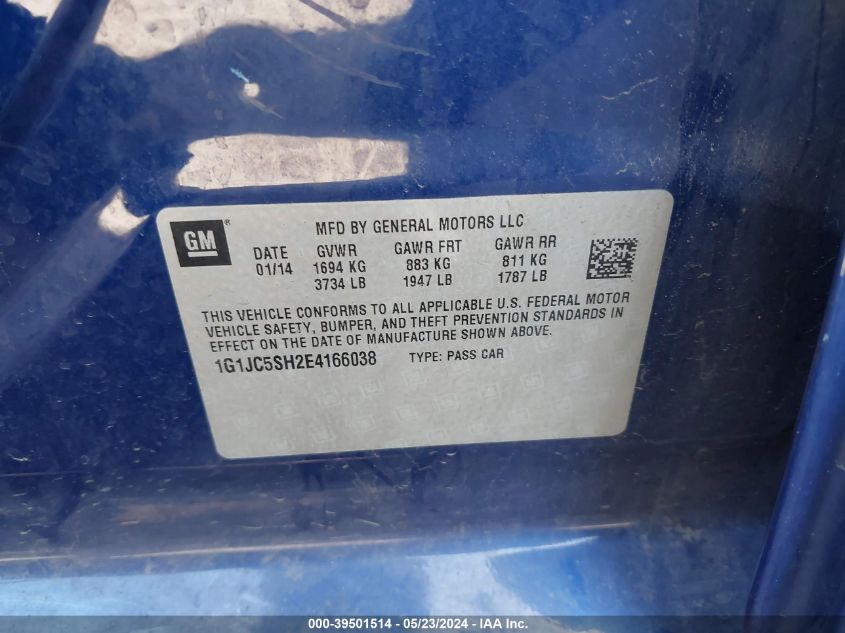 GM ®
MFD BY GENERAL MOTORS LLC
DATE GVWR GAWR FRT GAWR RR
01/14 1694 KG 883 KG 811 KG
3734 LB 1947 LB 1787 LB
THIS VEHICLE CONFORMS TO ALL APPLICABLE U.S. FEDERAL MOTOR
VEHICLE SAFETY, BUMPER, AND THEFT PREVENTION STANDARDS IN
EFFECT ON THE DATE OF MANUFACTURE SHOWN ABOVE.
1G1JC5SH2E4166038 TYPE: PASS CAR
000-39501514 - 05/23/2024 - IAA Inc.